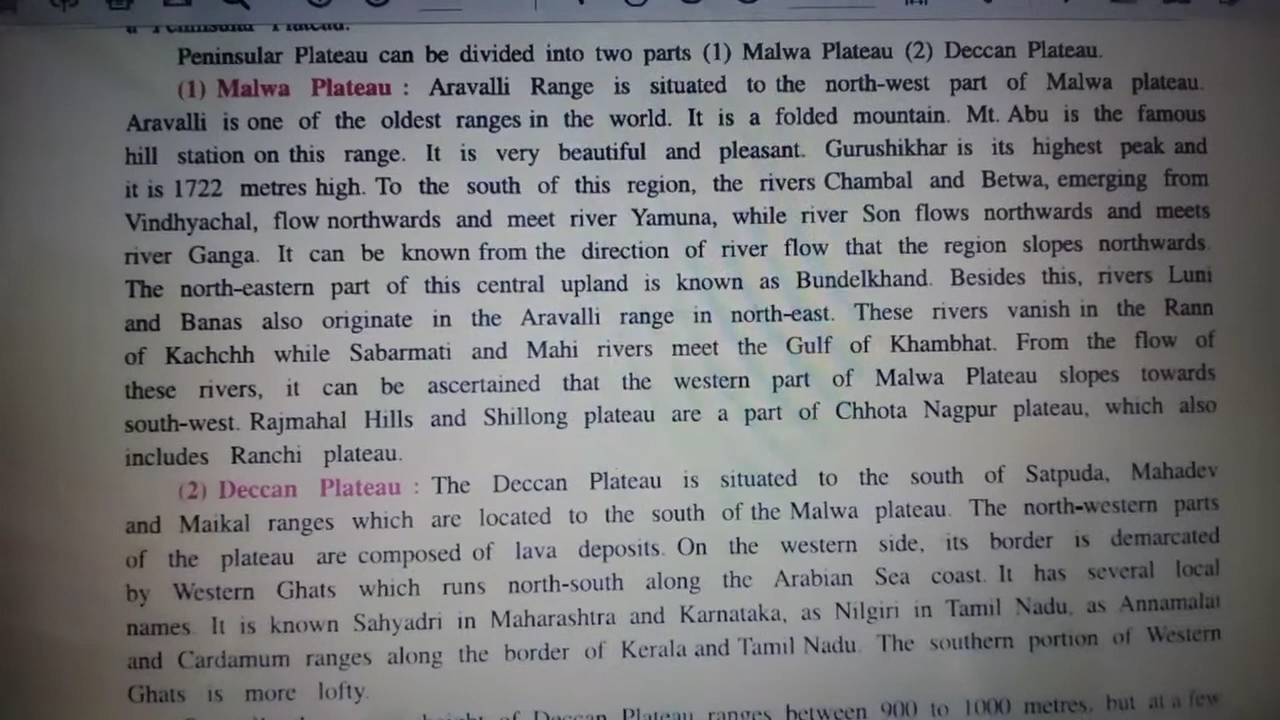 a Peninsular Plateau.
Peninsular Plateau can be divided into two parts (1) Malwa Plateau (2) Deccan Plateau.
(1) Malwa Plateau : Aravalli Range is situated to the north-west part of Malwa plateau.
Aravalli is one of the oldest ranges in the world. It is a folded mountain. Mt. Abu is the famous
hill station on this range. It is very beautiful and pleasant. Gurushikhar is its highest peak and
it is 1722 metres high. To the south of this region, the rivers Chambal and Betwa, emerging from
Vindhyachal, flow northwards and meet river Yamuna, while river Son flows northwards and meets
river Ganga. It can be known from the direction of river flow that the region slopes northwards.
The north-eastern part of this central upland is known as Bundelkhand. Besides this, rivers Luni
and Banas also originate in the Aravalli range in north-east. These rivers vanish in the Rann
of Kachchh while Sabarmati and Mahi rivers meet the Gulf of Khambhat. From the flow of
these rivers, it can be ascertained that the western part of Malwa Plateau slopes towards
south-west. Rajmahal Hills and Shillong plateau are a part of Chhota Nagpur plateau, which also
includes Ranchi plateau.
(2) Deccan Plateau : The Deccan Plateau is situated to the south of Satpuda, Mahadev
and Maikal ranges which are located to the south of the Malwa plateau. The north-western parts
of the plateau are composed of lava deposits. On the western side, its border is demarcated
by Western Ghats which runs north-south along the Arabian Sea coast. It has several local
names. It is known Sahyadri in Maharashtra and Karnataka, as Nilgiri in Tamil Nadu, as Annamalai
and Cardamum ranges along the border of Kerala and Tamil Nadu. The southern portion of Western
Ghats is more lofty.
height of Deccan Plateau ranges between 900 to 1000 metres, but at a few